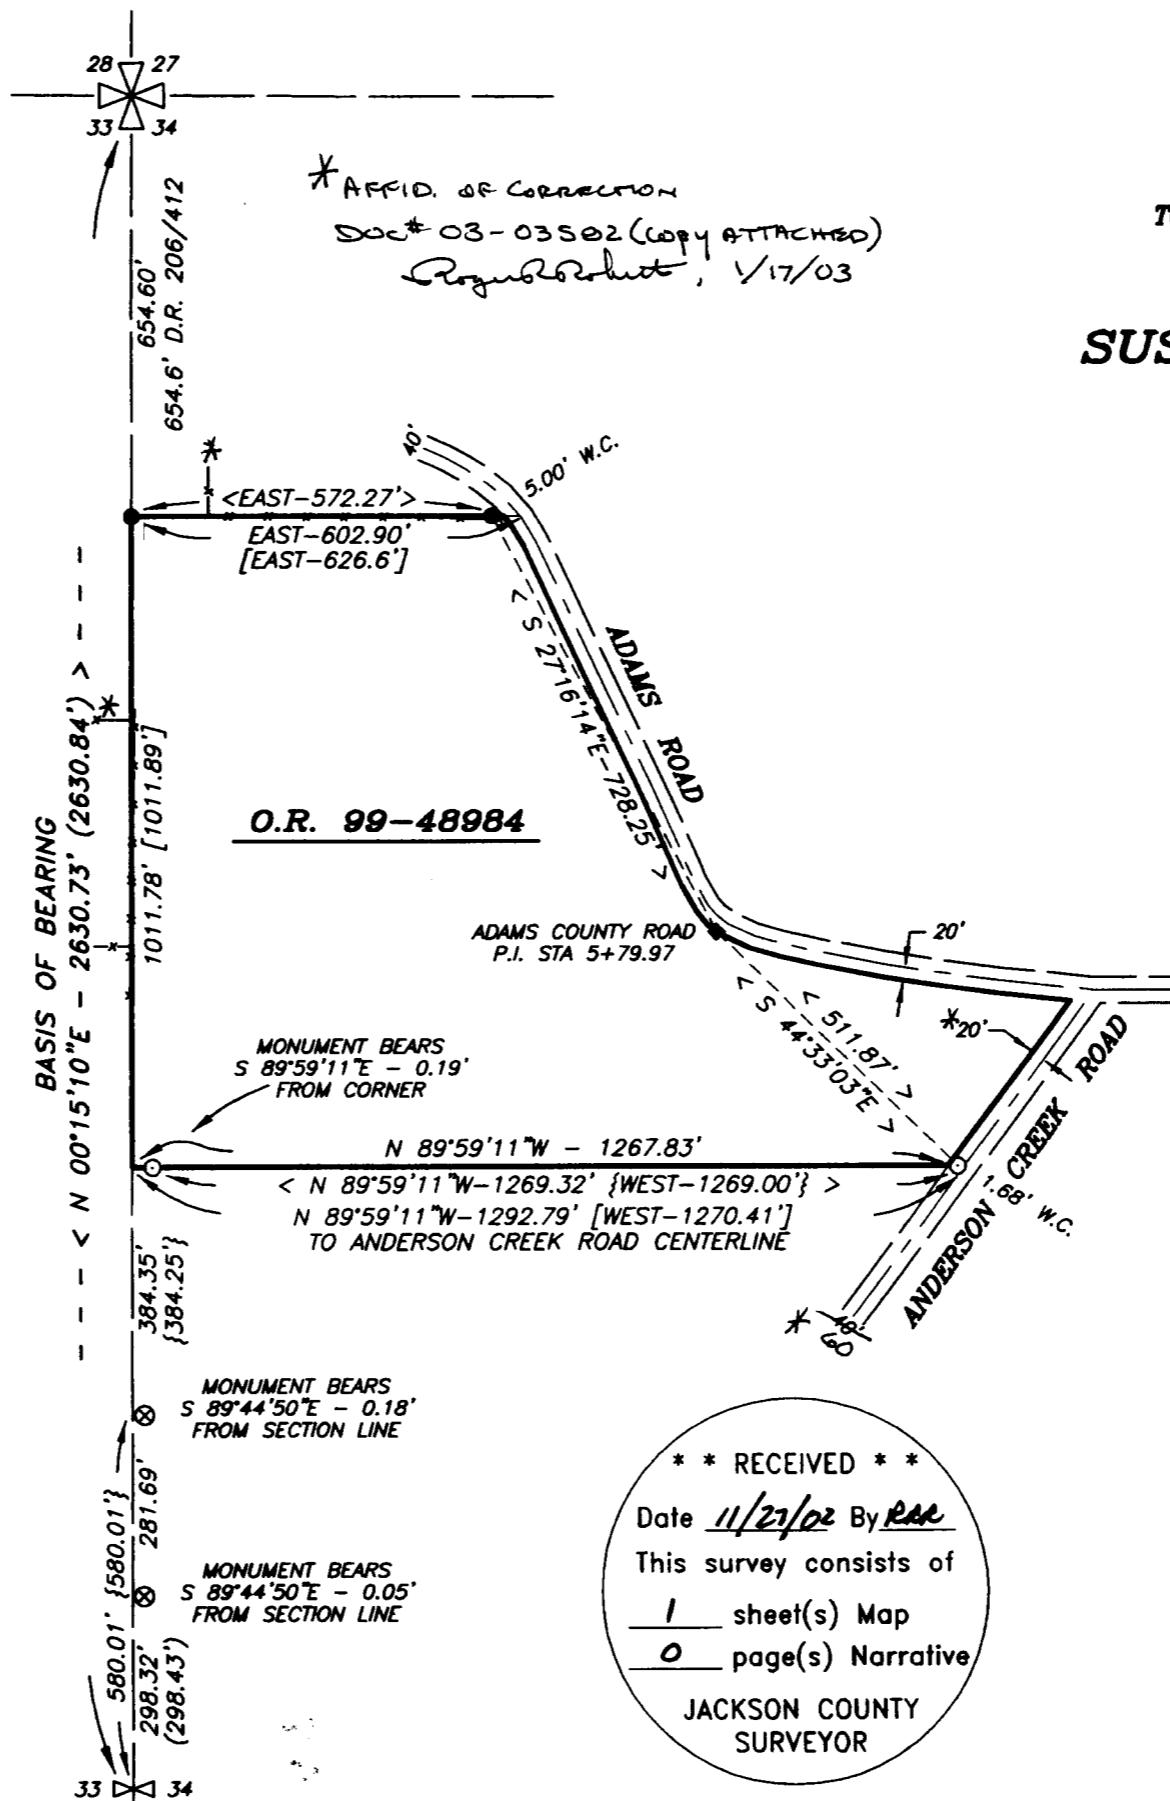 28 27
33 34
654.60'
654.6' D.R. 206/412
* AFFID. OF CORRECTION
DOC# 03-03502 (COPY ATTACHED)
1/17/03
SUS
40'
5.00' W.C.
*
<EAST-572.27'>
EAST-602.90'
[EAST-626.6']
< S 27°16'14"E-728.25' >
ADAMS ROAD
BASIS OF BEARING
- - - < N 00°15'10"E - 2630.73' (2630.84') > - - - -
*
1011.78' [1011.89']
O.R. 99-48984
ADAMS COUNTY ROAD
P.I. STA 5+79.97
20'
< 511.87' >
< S 44°33'03"E >
*20'
MONUMENT BEARS
S 89°59'11"E - 0.19'
FROM CORNER
N 89°59'11"W - 1267.83'
< N 89°59'11"W-1269.32' {WEST-1269.00'} >
N 89°59'11"W-1292.79' [WEST-1270.41']
TO ANDERSON CREEK ROAD CENTERLINE
ANDERSON CREEK ROAD
1.68' W.C.
* 40'
60
384.35'
{384.25'}
MONUMENT BEARS
S 89°44'50"E - 0.18'
FROM SECTION LINE
580.01' {580.01'}
281.69'
MONUMENT BEARS
S 89°44'50"E - 0.05'
FROM SECTION LINE
298.32'
(298.43')
33 34
* * RECEIVED * *
Date 11/27/02 By RRR
This survey consists of
1 sheet(s) Map
0 page(s) Narrative
JACKSON COUNTY
SURVEYOR